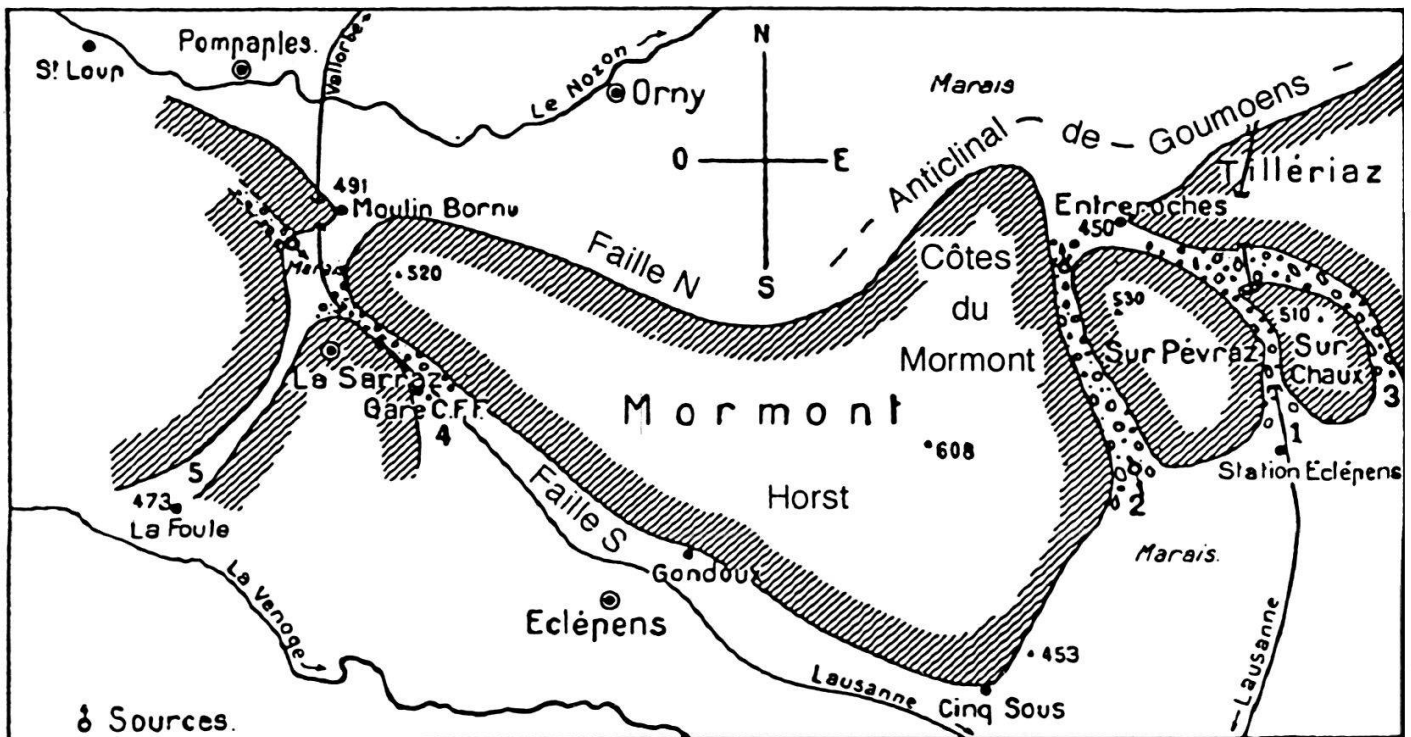 Pompaples.
St Loup
Vallorbe
Le Nozon
Orny
N
O
E
S
Marais
Anticlinal - de - Goumoens -
Tillériaz
491
Moulin Bornu
Marais
520
Faille N
Côtes
du
Mormont
Entreroches
450
530
Sur Pévraz
510
Sur
Chaux
3
La Sarraz
Gare C.F.F.
4
Mormont
608
Horst
1
Station Eclépens
2
Marais.
5
473
La Foule
Faille S
Gondoux
La Venoge
Eclépens
453
Lausanne
Cinq Sous
Lausanne
Sources.